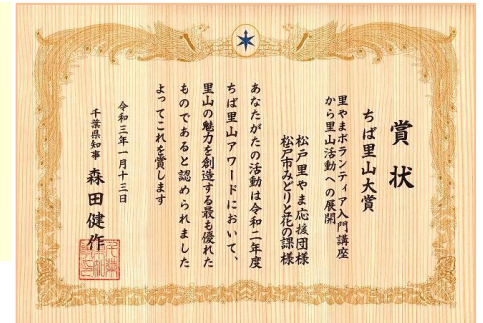 賞状
ちば里山大賞
里やまボランティア入門講座
から里山活動への展開
松戸里やま応援団様
松戸市みどりと花の課様
あなたがたの活動は令和二年度
ちば里山アワードにおいて、
里山の魅力を創造する最も優れた
ものであると認められました
よってこれを賞します
令和三年一月十三日
千葉県知事 森田健作